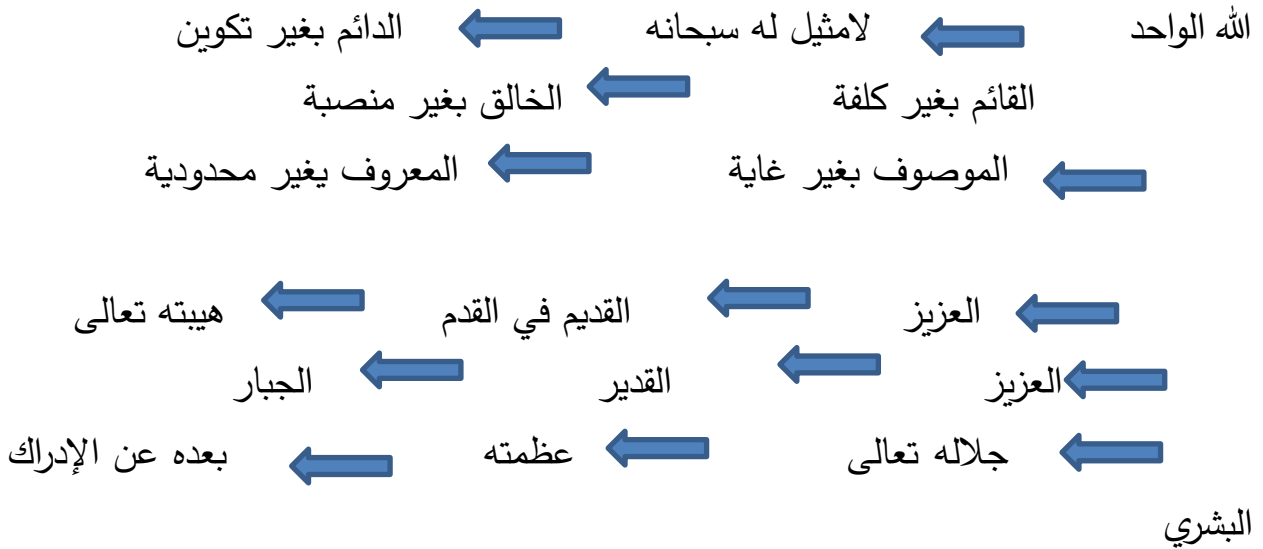 الله الواحد لامثيل له سبحانه الدائم بغير تكوين
القائم بغير كلفة الخالق بغير منصبة
الموصوف بغير غاية المعروف يغير محدودية
العزيز القديم في القدم هيبته تعالى
العزيز القدير الجبار
جلاله تعالى عظمته بعده عن الإدراك
البشري